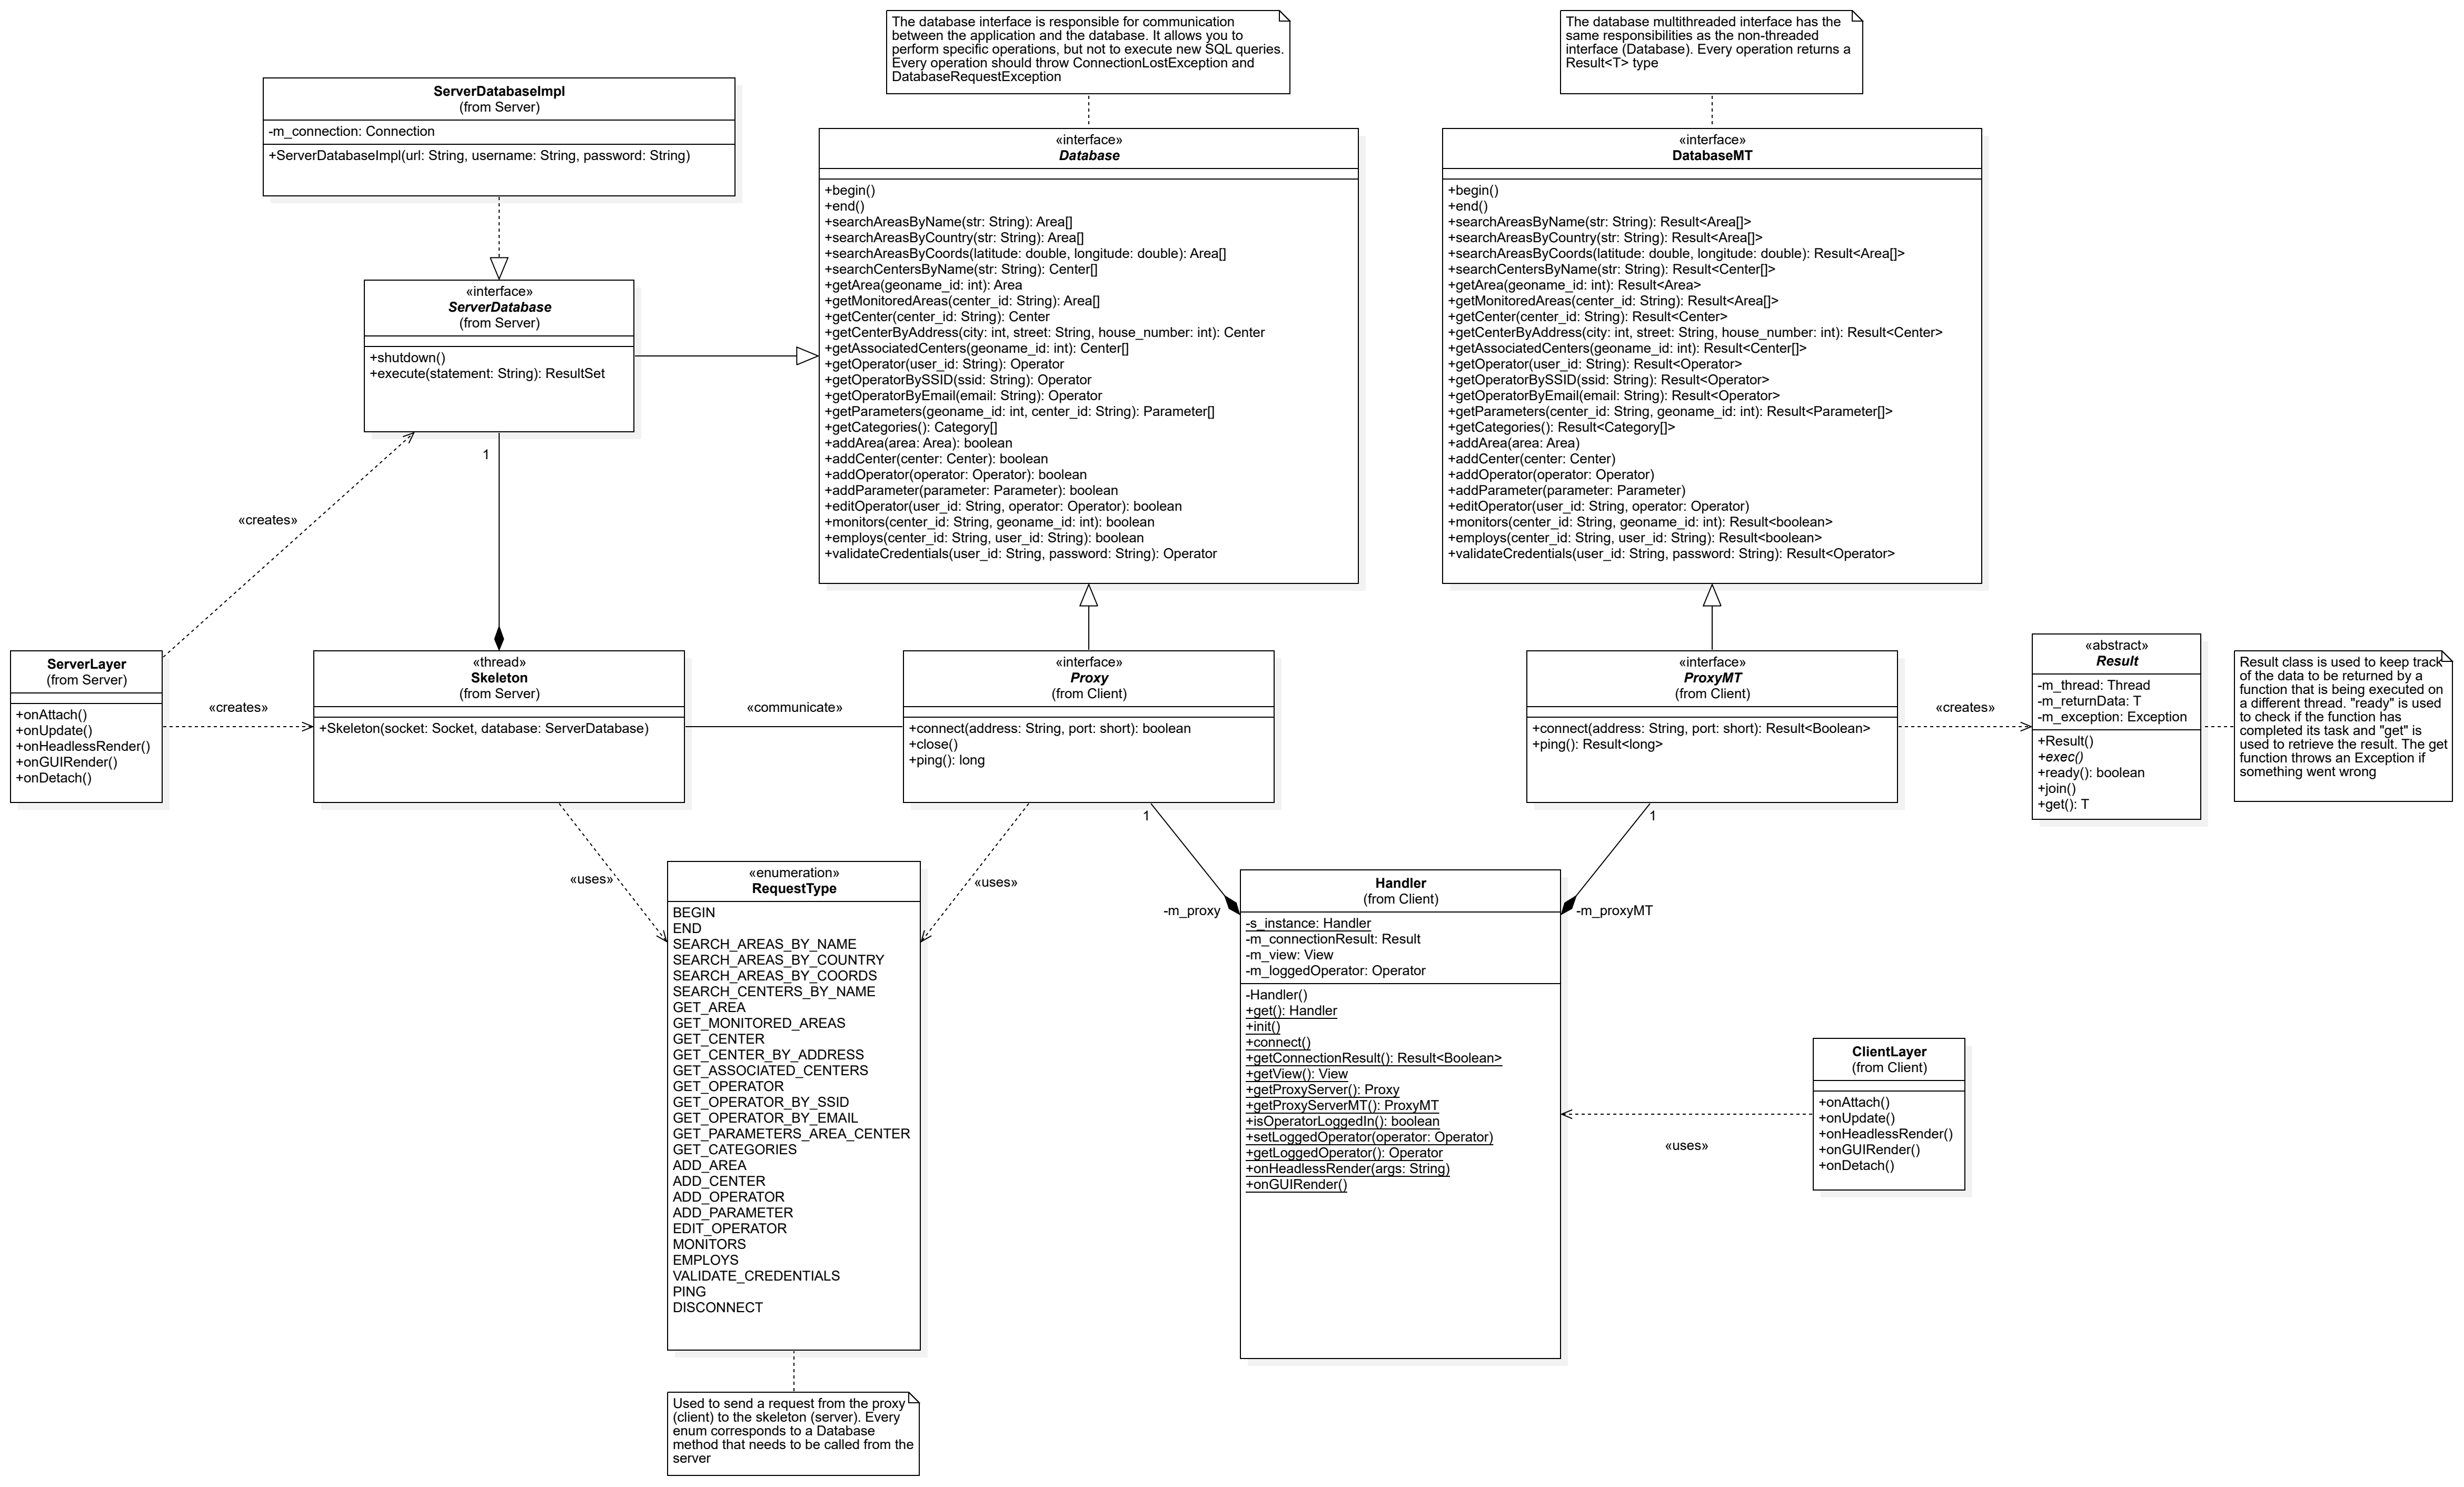 The database interface is responsible for communication
between the application and the database. It allows you to
perform specific operations, but not to execute new SQL queries.
Every operation should throw ConnectionLostException and
DatabaseRequestException
The database multithreaded interface has the
same responsibilities as the non-threaded
interface (Database). Every operation returns a
Result<T> type
ServerDatabaseImpl
(from Server)
-m_connection: Connection
+ServerDatabaseImpl(url: String, username: String, password: String)
«interface»
Database
+begin()
+end()
+searchAreasByName(str: String): Area[]
+searchAreasByCountry(str: String): Area[]
+searchAreasByCoords(latitude: double, longitude: double): Area[]
+searchCentersByName(str: String): Center[]
+getArea(geoname_id: int): Area
+getMonitoredAreas(center_id: String): Area[]
+getCenter(center_id: String): Center
+getCenterByAddress(city: int, street: String, house_number: int): Center
+getAssociatedCenters(geoname_id: int): Center[]
+getOperator(user_id: String): Operator
+getOperatorBySSID(ssid: String): Operator
+getOperatorByEmail(email: String): Operator
+getParameters(geoname_id: int, center_id: String): Parameter[]
+getCategories(): Category[]
+addArea(area: Area): boolean
+addCenter(center: Center): boolean
+addOperator(operator: Operator): boolean
+addParameter(parameter: Parameter): boolean
+editOperator(user_id: String, operator: Operator): boolean
+monitors(center_id: String, geoname_id: int): boolean
+employs(center_id: String, user_id: String): boolean
+validateCredentials(user_id: String, password: String): Operator
«interface»
DatabaseMT
+begin()
+end()
+searchAreasByName(str: String): Result<Area[]>
+searchAreasByCountry(str: String): Result<Area[]>
+searchAreasByCoords(latitude: double, longitude: double): Result<Area[]>
+searchCentersByName(str: String): Result<Center[]>
+getArea(geoname_id: int): Result<Area>
+getMonitoredAreas(center_id: String): Result<Area[]>
+getCenter(center_id: String): Result<Center>
+getCenterByAddress(city: int, street: String, house_number: int): Result<Center>
+getAssociatedCenters(geoname_id: int): Result<Center[]>
+getOperator(user_id: String): Result<Operator>
+getOperatorBySSID(ssid: String): Result<Operator>
+getOperatorByEmail(email: String): Result<Operator>
+getParameters(center_id: String, geoname_id: int): Result<Parameter[]>
+getCategories(): Result<Category[]>
+addArea(area: Area)
+addCenter(center: Center)
+addOperator(operator: Operator)
+addParameter(parameter: Parameter)
+editOperator(user_id: String, operator: Operator)
+monitors(center_id: String, geoname_id: int): Result<boolean>
+employs(center_id: String, user_id: String): Result<boolean>
+validateCredentials(user_id: String, password: String): Result<Operator>
«interface»
ServerDatabase
(from Server)
+shutdown()
+execute(statement: String): ResultSet
1
«creates»
ServerLayer
(from Server)
+onAttach()
+onUpdate()
+onHeadlessRender()
+onGUIRender()
+onDetach()
«creates»
«thread»
Skeleton
(from Server)
+Skeleton(socket: Socket, database: ServerDatabase)
«communicate»
«interface»
Proxy
(from Client)
+connect(address: String, port: short): boolean
+close()
+ping(): long
«interface»
ProxyMT
(from Client)
+connect(address: String, port: short): Result<Boolean>
+ping(): Result<long>
«creates»
«abstract»
Result
-m_thread: Thread
-m_returnData: T
-m_exception: Exception
+Result()
+exec()
+ready(): boolean
+join()
+get(): T
Result class is used to keep track
of the data to be returned by a
function that is being executed on
a different thread. "ready" is used
to check if the function has
completed its task and "get" is
used to retrieve the result. The get
function throws an Exception if
something went wrong
1
1
«uses»
«uses»
-m_proxy
-m_proxyMT
«enumeration»
RequestType
BEGIN
END
SEARCH_AREAS_BY_NAME
SEARCH_AREAS_BY_COUNTRY
SEARCH_AREAS_BY_COORDS
SEARCH_CENTERS_BY_NAME
GET_AREA
GET_MONITORED_AREAS
GET_CENTER
GET_CENTER_BY_ADDRESS
GET_ASSOCIATED_CENTERS
GET_OPERATOR
GET_OPERATOR_BY_SSID
GET_OPERATOR_BY_EMAIL
GET_PARAMETERS_AREA_CENTER
GET_CATEGORIES
ADD_AREA
ADD_CENTER
ADD_OPERATOR
ADD_PARAMETER
EDIT_OPERATOR
MONITORS
EMPLOYS
VALIDATE_CREDENTIALS
PING
DISCONNECT
Handler
(from Client)
-s_instance: Handler
-m_connectionResult: Result
-m_view: View
-m_loggedOperator: Operator
-Handler()
+get(): Handler
+init()
+connect()
+getConnectionResult(): Result<Boolean>
+getView(): View
+getProxyServer(): Proxy
+getProxyServerMT(): ProxyMT
+isOperatorLoggedIn(): boolean
+setLoggedOperator(operator: Operator)
+getLoggedOperator(): Operator
+onHeadlessRender(args: String)
+onGUIRender()
«uses»
ClientLayer
(from Client)
+onAttach()
+onUpdate()
+onHeadlessRender()
+onGUIRender()
+onDetach()
Used to send a request from the proxy
(client) to the skeleton (server). Every
enum corresponds to a Database
method that needs to be called from the
server